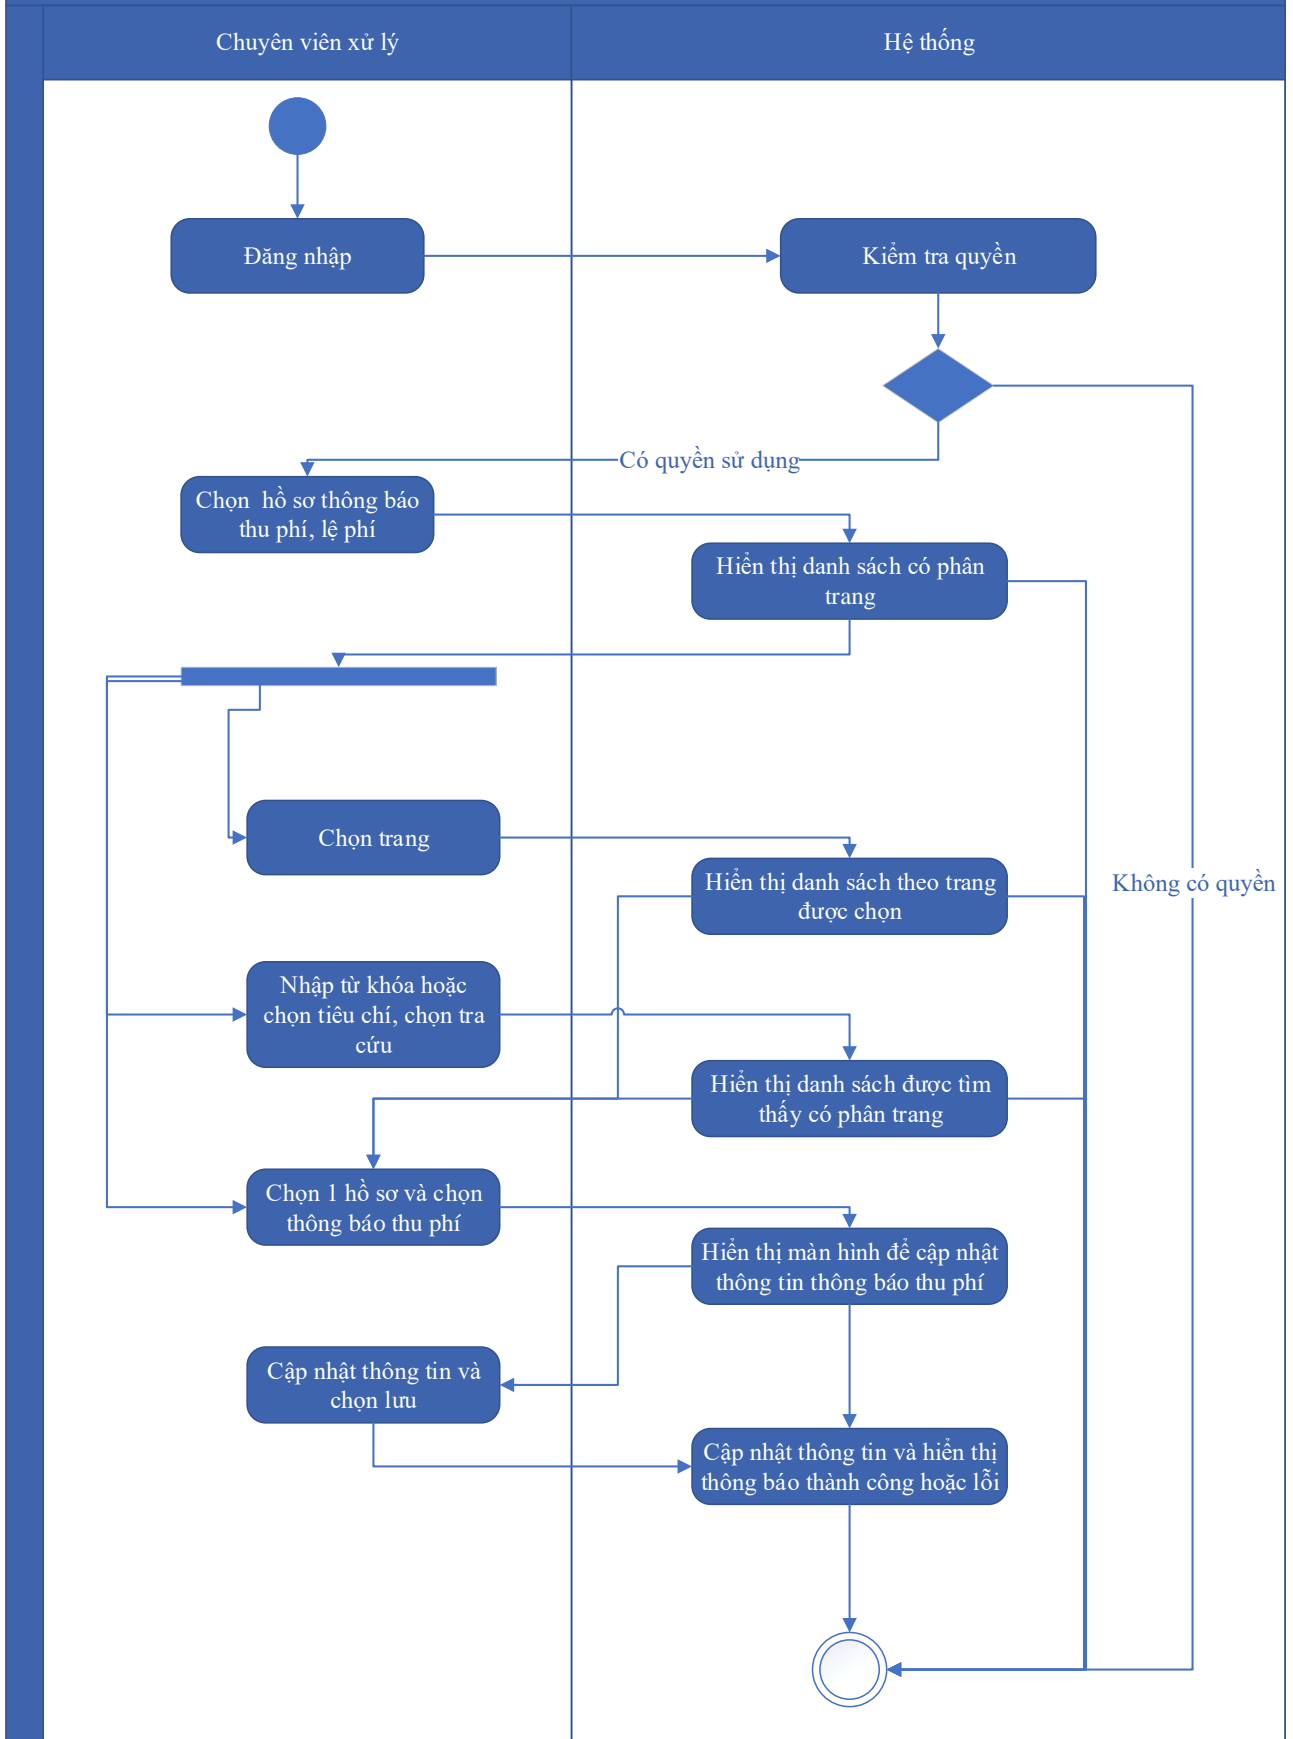 Chuyên viên xử lý
Hệ thống
Đăng nhập
Kiểm tra quyền
Có quyền sử dụng
Chọn hồ sơ thông báo
thu phí, lệ phí
Hiển thị danh sách có phân
trang
Chọn trang
Hiển thị danh sách theo trang
được chọn
Không có quyền
Nhập từ khóa hoặc
chọn tiêu chí, chọn tra
cứu
Hiển thị danh sách được tìm
thấy có phân trang
Chọn 1 hồ sơ và chọn
thông báo thu phí
Hiển thị màn hình để cập nhật
thông tin thông báo thu phí
Cập nhật thông tin và
chọn lưu
Cập nhật thông tin và hiển thị
thông báo thành công hoặc lỗi